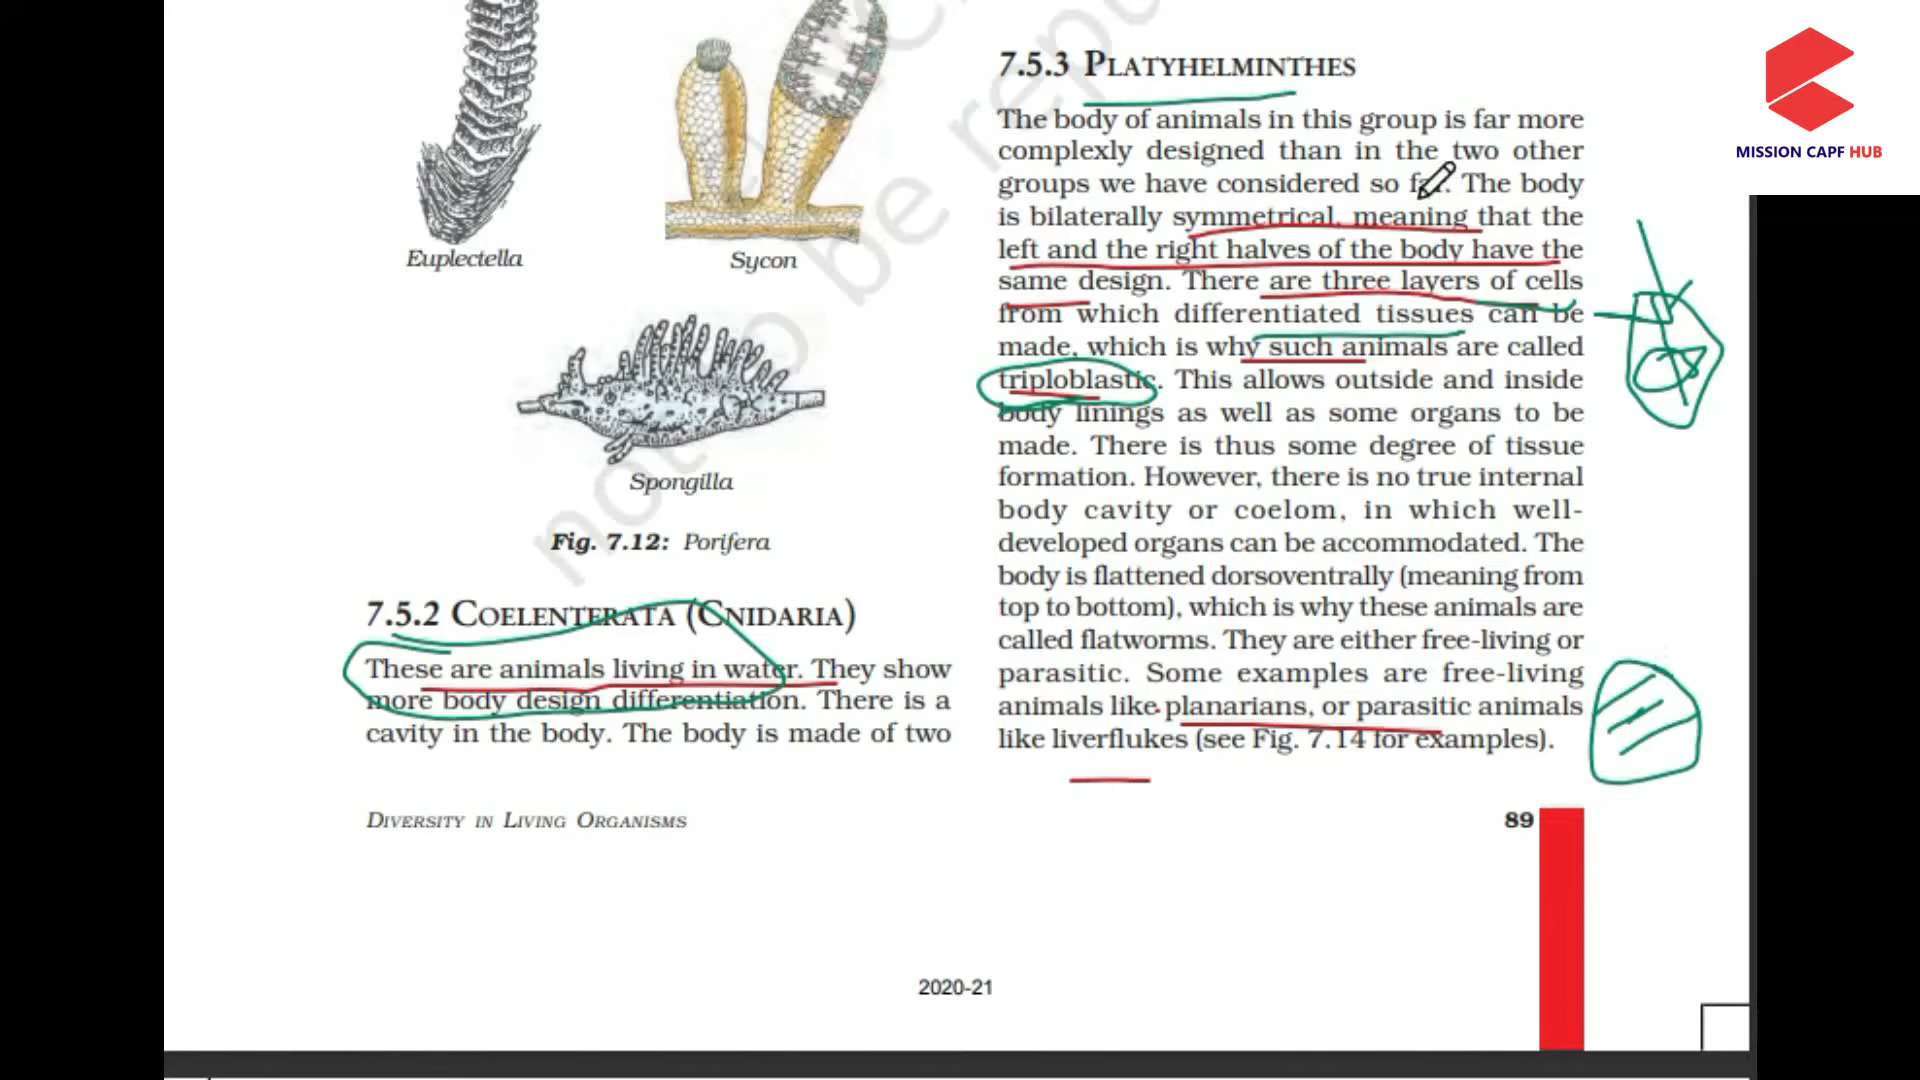 Euplectella
Sycon
Spongilla
Fig. 7.12: Porifera
7.5.2 COELENTERATA (CNIDARIA)
These are animals living in water. They show
more body design differentiation. There is a
cavity in the body. The body is made of two
7.5.3 PLATYHELMINTHES
The body of animals in this group is far more
complexly designed than in the two other
groups we have considered so far. The body
is bilaterally symmetrical, meaning that the
left and the right halves of the body have the
same design. There are three layers of cells
from which differentiated tissues can be
made, which is why such animals are called
triploblastic. This allows outside and inside
body linings as well as some organs to be
made. There is thus some degree of tissue
formation. However, there is no true internal
body cavity or coelom, in which well-
developed organs can be accommodated. The
body is flattened dorsoventrally (meaning from
top to bottom), which is why these animals are
called flatworms. They are either free-living or
parasitic. Some examples are free-living
animals like planarians, or parasitic animals
like liverflukes (see Fig. 7.14 for examples).
DIVERSITY IN LIVING ORGANISMS
89
2020-21
MISSION CAPF HUB
not to be repu